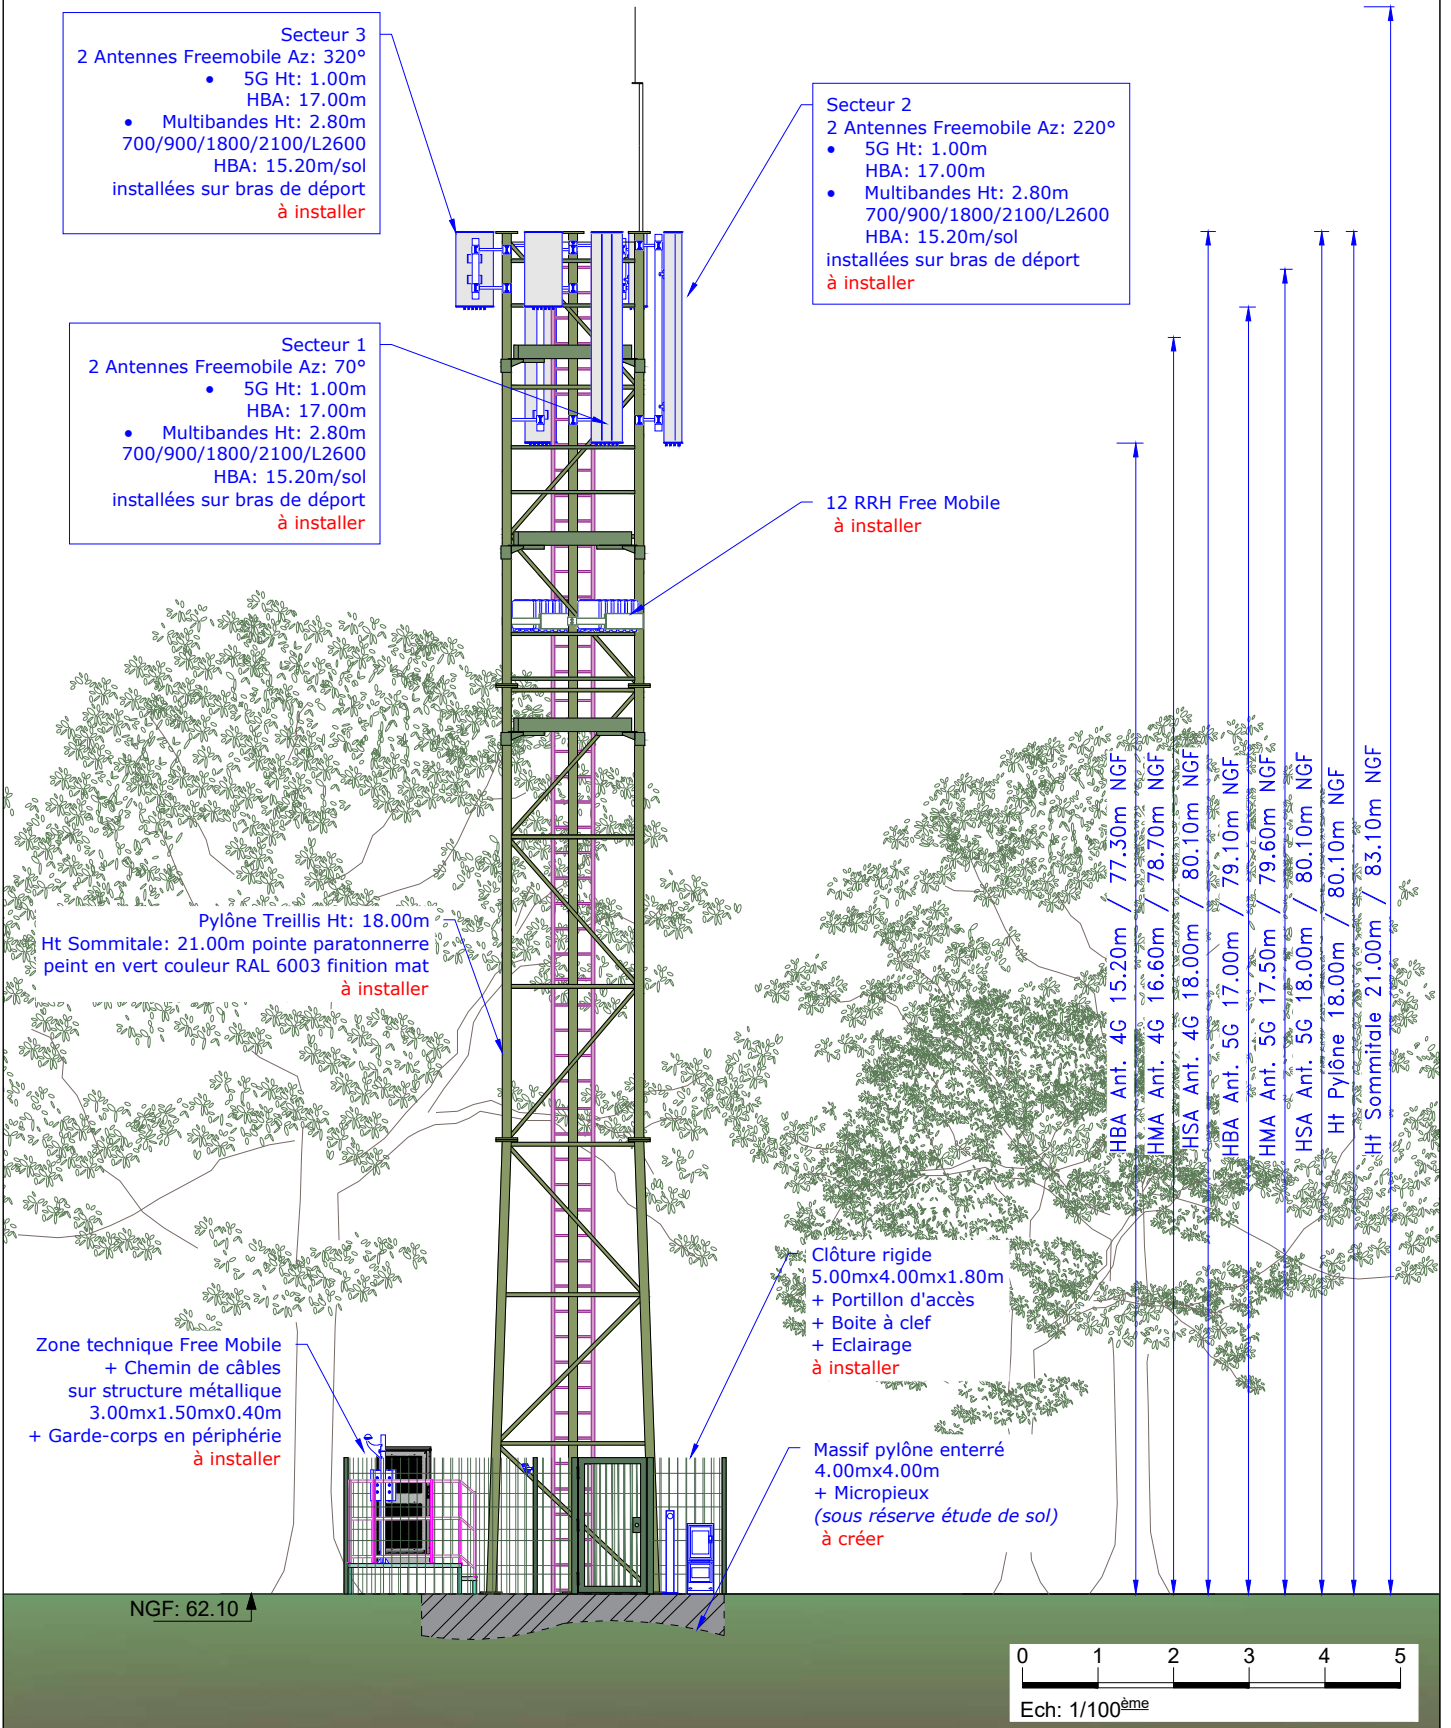 Secteur 3
2 Antennes Freemobile Az: 320°
• 5G Ht: 1.00m
HBA: 17.00m
• Multibandes Ht: 2.80m
700/900/1800/2100/L2600
HBA: 15.20m/sol
installées sur bras de départ
à installer
Secteur 2
2 Antennes Freemobile Az: 220°
• 5G Ht: 1.00m
HBA: 17.00m
• Multibandes Ht: 2.80m
700/900/1800/2100/L2600
HBA: 15.20m/sol
installées sur bras de déport
à installer
Secteur 1
2 Antennes Freemobile Az: 70°
• 5G Ht: 1.00m
HBA: 17.00m
• Multibandes Ht: 2.80m
700/900/1800/2100/L2600
HBA: 15.20m/sol
installées sur bras de déport
à installer
12 RRH Free Mobile
à installer
Pylône Treillis Ht: 18.00m
Ht Sommitale: 21.00m pointe paratonnerre
peint en vert couleur RAL 6003 finition mat
à installer
HBA Ant. 4G 15.20m / 77.30m NGF
HMA Ant. 4G 16.60m / 78.70m NGF
HSA Ant. 4G 18.00m / 80.10m NGF
HBA Ant. 5G 17.00m / 79.10m NGF
HMA Ant. 5G 17.50m / 79.60m NGF
HSA Ant. 5G 18.00m / 80.10m NGF
Ht Pylône 18.00m / 80.10m NGF
Ht Sommitale 21.00m / 83.10m NGF
Clôture rigide
5.00mx4.00mx1.80m
+ Portillon d'accès
+ Boite à clef
+ Eclairage
à installer
Zone technique Free Mobile
+ Chemin de câbles
sur structure métallique
3.00mx1.50mx0.40m
+ Garde-corps en périphérie
à installer
Massif pylône enterré
4.00mx4.00m
+ Micropieux
(sous réserve étude de sol)
à créer
NGF: 62.10
0 1 2 3 4 5
Ech: 1/100ème